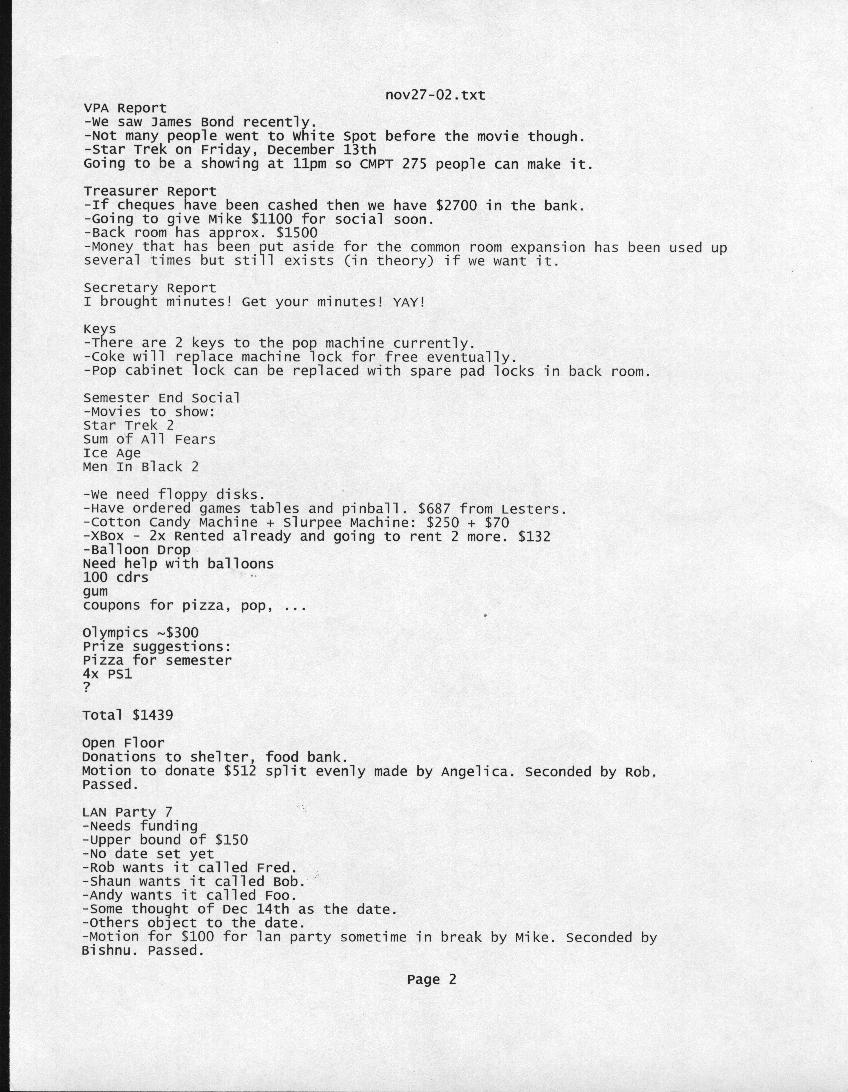 nov27-02.txt
VPA Report
-We saw James Bond recently.
-Not many people went to White Spot before the movie though.
-Star Trek on Friday, December 13th
Going to be a showing at 11pm so CMPT 275 people can make it.
Treasurer Report
-If cheques have been cashed then we have $2700 in the bank.
-Going to give Mike $1100 for social soon.
-Back room has approx. $1500
-Money that has been put aside for the common room expansion has been used up
several times but still exists (in theory) if we want it.
Secretary Report
I brought minutes! Get your minutes! YAY!
Keys
-There are 2 keys to the pop machine currently.
-Coke will replace machine lock for free eventually.
-Pop cabinet lock can be replaced with spare pad locks in back room.
Semester End Social
-Movies to show:
Star Trek 2
Sum of All Fears
Ice Age
Men In Black 2
-We need floppy disks.
-Have ordered games tables and pinball. $687 from Lesters.
-Cotton Candy Machine + Slurpee Machine: $250 + $70
-XBox - 2x Rented already and going to rent 2 more. $132
-Balloon Drop
Need help with balloons
100 cdrs
gum
coupons for pizza, pop, ...
Olympics ~$300
Prize suggestions:
Pizza for semester
4x PS1
?
Total $1439
Open Floor
Donations to shelter, food bank.
Motion to donate $512 split evenly made by Angelica. Seconded by Rob.
Passed.
LAN Party 7
-Needs funding
-Upper bound of $150
-No date set yet
-Rob wants it called Fred.
-Shaun wants it called Bob.
-Andy wants it called Foo.
-Some thought of Dec 14th as the date.
-Others object to the date.
-Motion for $100 for lan party sometime in break by Mike. Seconded by
Bishnu. Passed.
Page 2